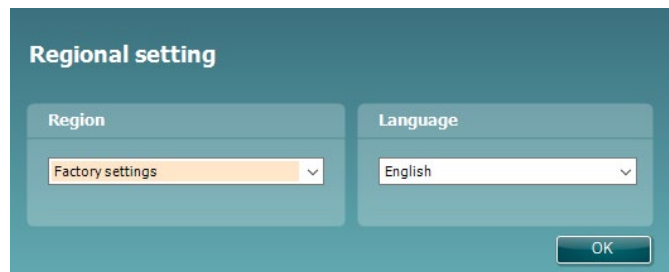 Regional setting
Region
Language
Factory settings
English
OK